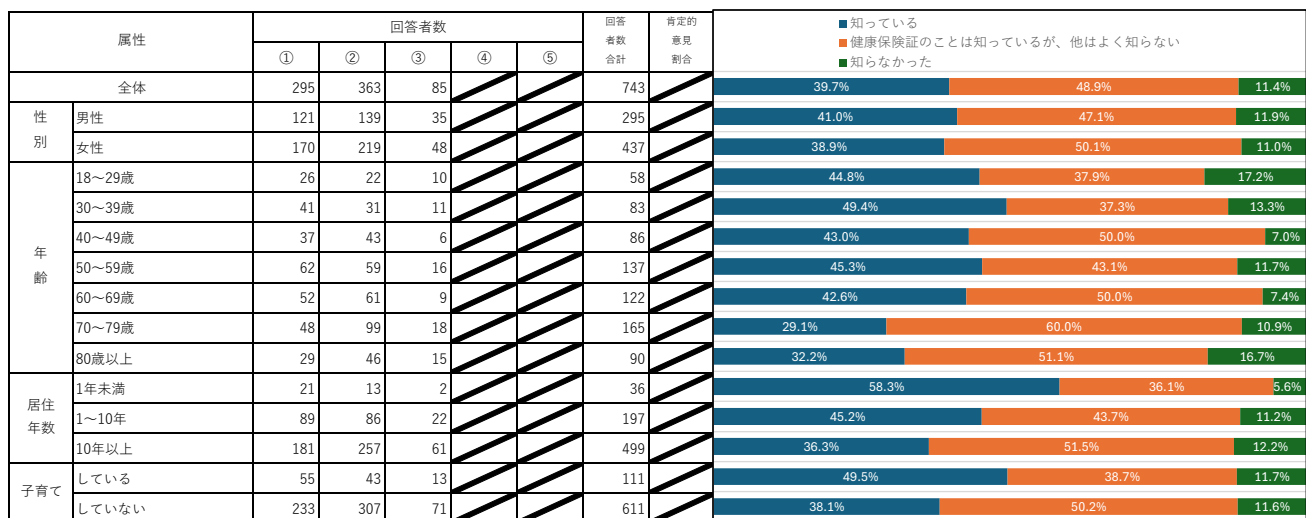 属性 回答者数 回答者数合計 肯定的意見割合
① ② ③ ④ ⑤
■知っている
■健康保険証のことは知っているが、他はよく知らない
■知らなかった
全体 295 363 85 743 39.7% 48.9% 11.4%
性別
男性 121 139 35 295 41.0% 47.1% 11.9%
女性 170 219 48 437 38.9% 50.1% 11.0%
年齢
18～29歳 26 22 10 58 44.8% 37.9% 17.2%
30～39歳 41 31 11 83 49.4% 37.3% 13.3%
40～49歳 37 43 6 86 43.0% 50.0% 7.0%
50～59歳 62 59 16 137 45.3% 43.1% 11.7%
60～69歳 52 61 9 122 42.6% 50.0% 7.4%
70～79歳 48 99 18 165 29.1% 60.0% 10.9%
80歳以上 29 46 15 90 32.2% 51.1% 16.7%
居住年数
1年未満 21 13 2 36 58.3% 36.1% 5.6%
1～10年 89 86 22 197 45.2% 43.7% 11.2%
10年以上 181 257 61 499 36.3% 51.5% 12.2%
子育て
している 55 43 13 111 49.5% 38.7% 11.7%
していない 233 307 71 611 38.1% 50.2% 11.6%